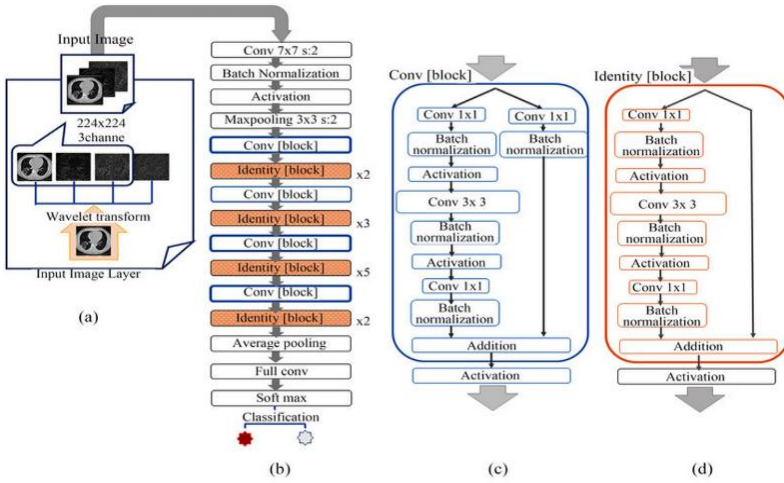 Input Image
224x224
3channe
Wavelet transform
Input Image Layer
(a)
Conv 7x7 s:2
Batch Normalization
Activation
Maxpooling 3x3 s:2
Conv [block]
Identity [block]
x2
Conv [block]
Identity [block]
x3
Conv [block]
Identity [block]
x5
Conv [block]
Identity [block]
x2
Average pooling
Full conv
Soft max
Classification
(b)
Conv [block]
Conv 1x1
Conv 1x1
Batch
normalization
Batch
normalization
Activation
Conv 3x 3
Batch
normalization
Activation
Conv 1x1
Batch
normalization
Addition
Activation
(c)
Identity [block]
Conv 1x1
Batch
normalization
Activation
Conv 3x 3
Batch
normalization
Activation
Conv 1x1
Batch
normalization
Addition
Activation
(d)